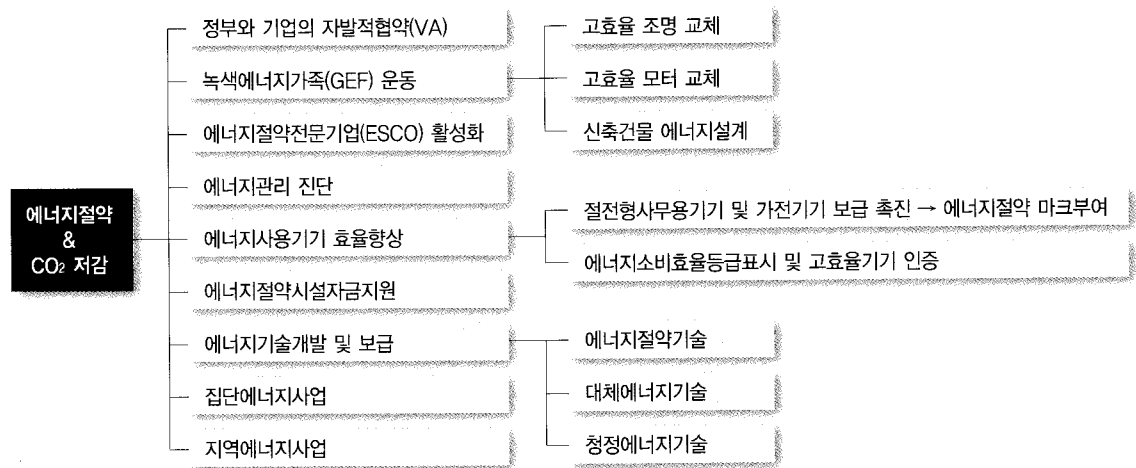 에너지절약
&
CO₂ 저감
정부와 기업의 자발적협약(VA)
녹색에너지가족(GEF) 운동
고효율 조명 교체
고효율 모터 교체
신축건물 에너지설계
에너지절약전문기업(ESCO) 활성화
에너지관리 진단
에너지사용기기 효율향상
절전형사무용기기 및 가전기기 보급 촉진 → 에너지절약 마크부여
에너지소비효율등급표시 및 고효율기기 인증
에너지절약시설자금지원
에너지기술개발 및 보급
에너지절약기술
대체에너지기술
청정에너지기술
집단에너지사업
지역에너지사업